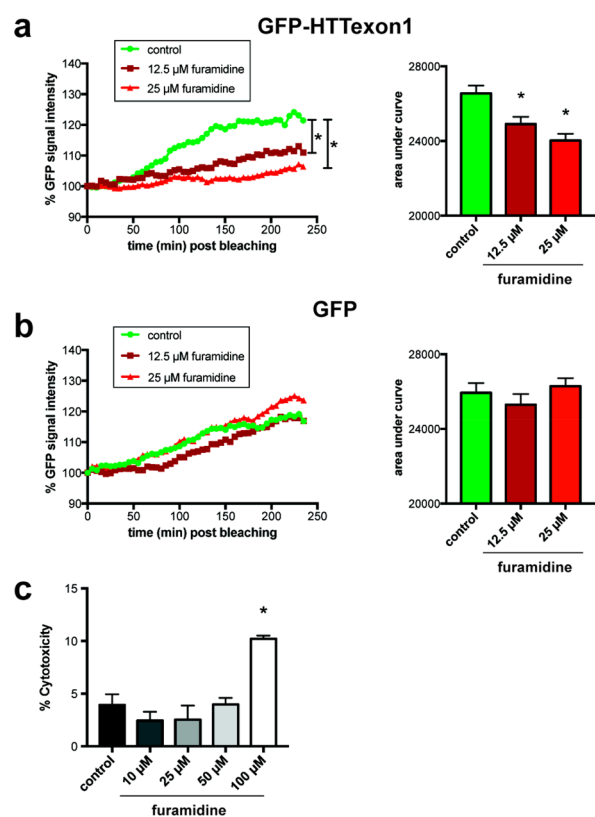 a
GFP-HTTexon1
control
12.5 µM furamidine
25 µM furamidine
% GFP signal intensity
140
130
120
110
100
90
0 50 100 150 200 250
time (min) post bleaching
*
*
area under curve
28000
26000
24000
22000
20000
*
*
control
12.5 µM
25 µM
furamidine
b
GFP
control
12.5 µM furamidine
25 µM furamidine
% GFP signal intensity
140
130
120
110
100
90
0 50 100 150 200 250
time (min) post bleaching
area under curve
28000
26000
24000
22000
20000
control
12.5 µM
25 µM
furamidine
c
% Cytotoxicity
15
10
5
0
*
control
10 µM
25 µM
50 µM
100 µM
furamidine